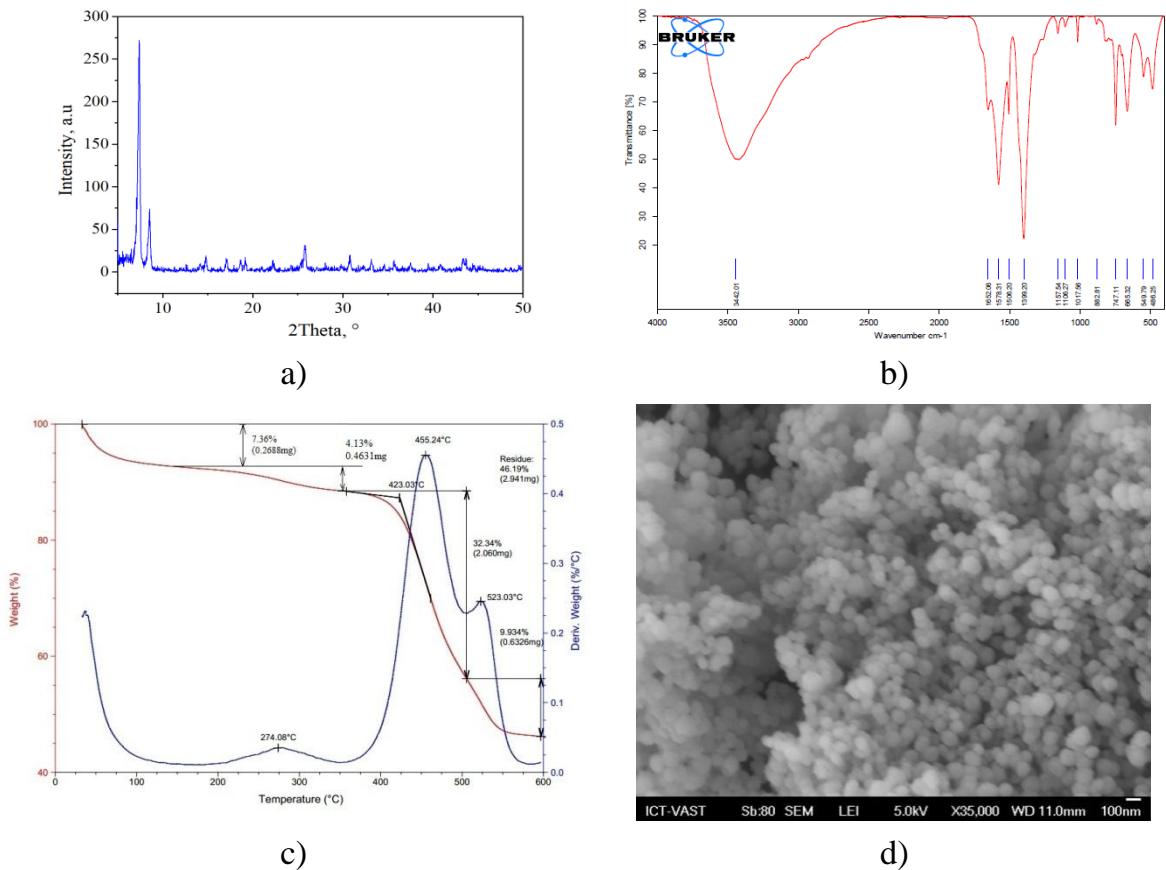 300
250
200
150
100
50
0
Intensity, a.u
10 20 30 40 50
2Theta, °
a)
BRUKER
100
90
80
70
60
50
40
30
20
Transmittance [%]
3442.01
1652.06
1578.31
1506.20
1399.20
1157.54
1106.27
1017.56
882.81
747.11
665.32
549.79
486.25
4000 3500 3000 2500 2000 1500 1000 500
Wavenumber cm-1
b)
100
80
60
40
Weight (%)
7.36%
(0.2688mg)
4.13%
0.4631mg
455.24°C
Residue:
46.19%
(2.941mg)
423.03°C
32.34%
(2.060mg)
523.03°C
9.934%
(0.6326mg)
274.08°C
0.5
0.4
0.3
0.2
0.1
0.0
Deriv. Weight (%/°C)
0 100 200 300 400 500 600
Temperature (°C)
c)
ICT-VAST Sb:80 SEM LEI 5.0kV X35,000 WD 11.0mm 100nm
d)